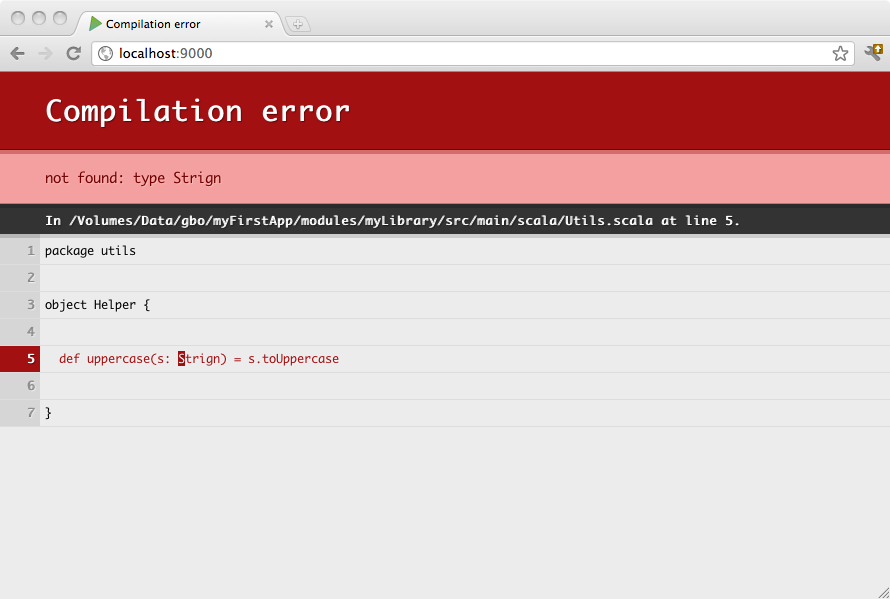 Compilation error
localhost:9000
Compilation error
not found: type Strign
In /Volumes/Data/gbo/myFirstApp/modules/myLibrary/src/main/scala/Utils.scala at line 5.
1 package utils
2
3 object Helper {
4
5 def uppercase(s: Strign) = s.toUppercase
6
7 }